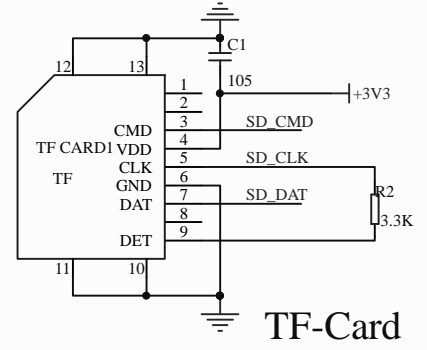 C1
12 13
105
1
+3V3
2
CMD 3 SD_CMD
TF CARD1 VDD 4
CLK 5 SD_CLK
TF GND 6
DAT 7 SD_DAT R2
8 3.3K
DET 9
11 10
TF-Card